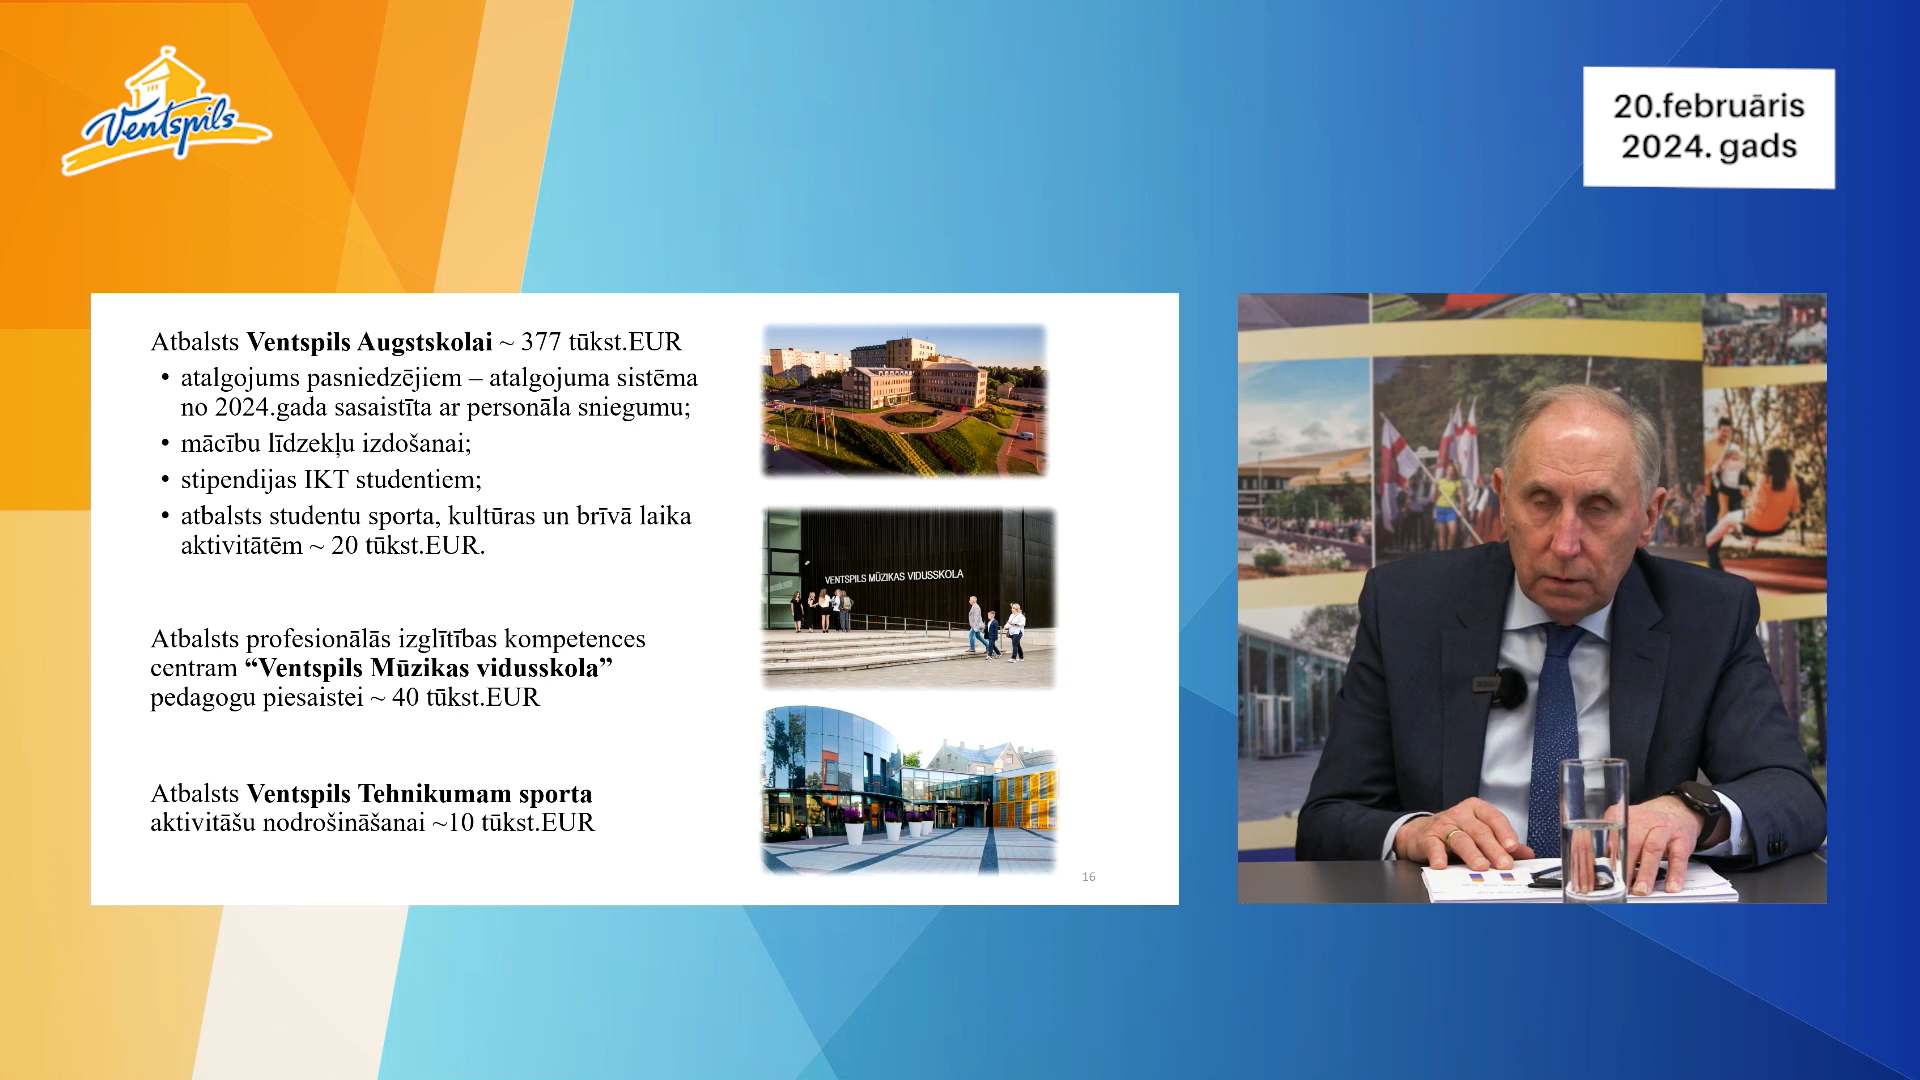 Ventspils
20.februāris
2024. gads
Atbalsts Ventspils Augstskolai ~ 377 tūkst.EUR
• atalgojums pasniedzējiem – atalgojuma sistēma
no 2024.gada sasaistīta ar personāla sniegumu;
• mācību līdzekļu izdošanai;
• stipendijas IKT studentiem;
• atbalsts studentu sporta, kultūras un brīvā laika
aktivitātēm ~ 20 tūkst.EUR.
Atbalsts profesionālās izglītības kompetences
centram “Ventspils Mūzikas vidusskola”
pedagogu piesaistei ~ 40 tūkst.EUR
Atbalsts Ventspils Tehnikumam sporta
aktivitāšu nodrošināšanai ~10 tūkst.EUR
VENTSPILS MŪZIKAS VIDUSSKOLA
16